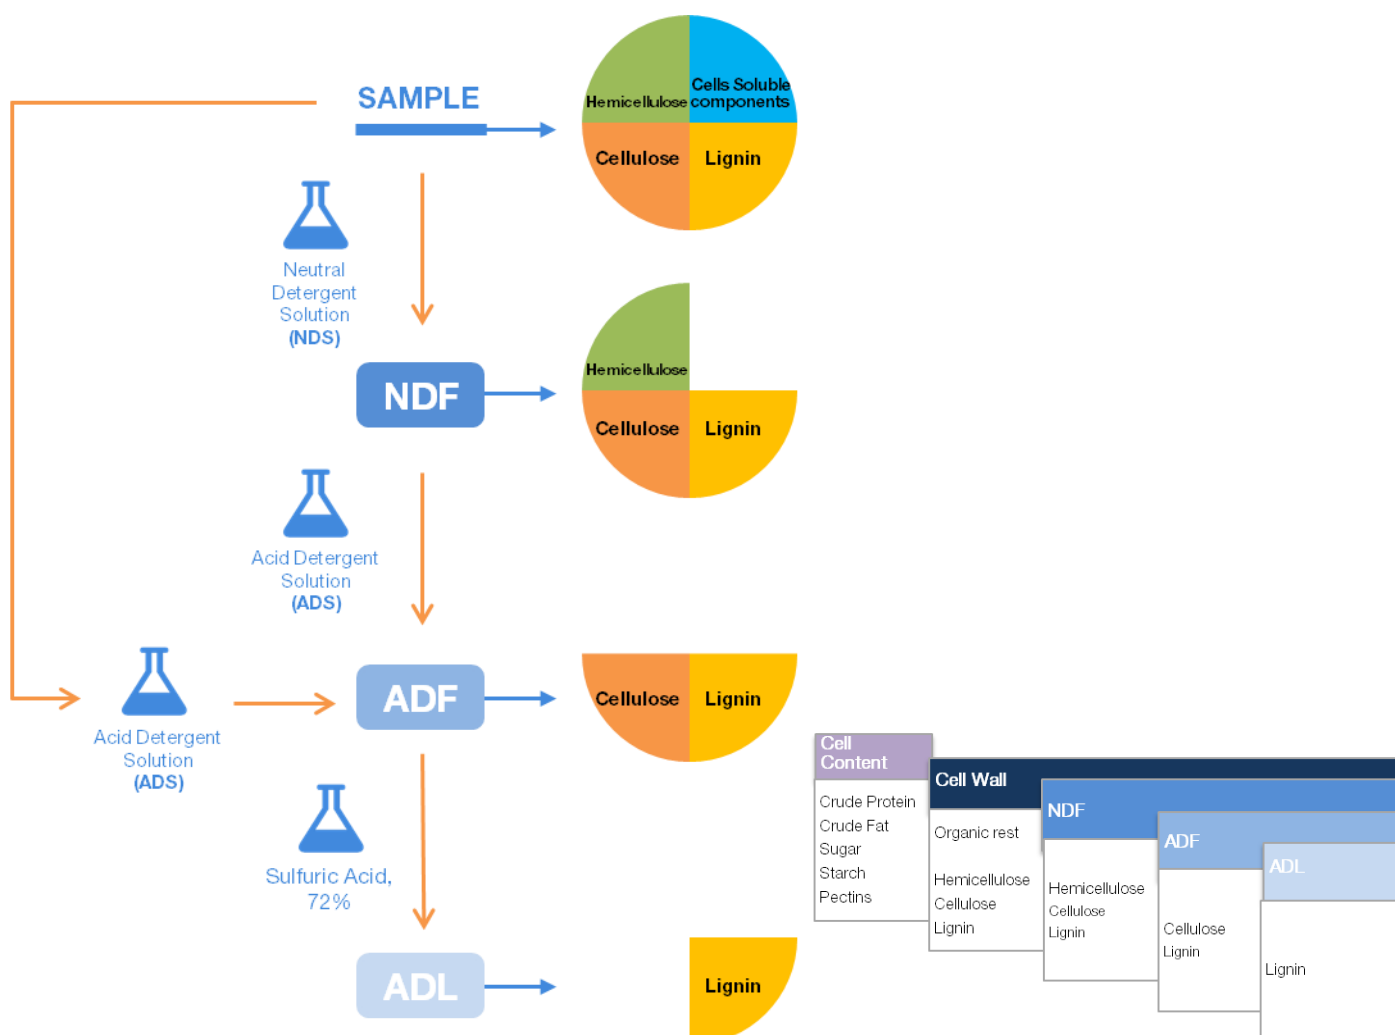 SAMPLE
Hemicellulose
Cells Soluble
components
Cellulose
Lignin
Neutral
Detergent
Solution
(NDS)
NDF
Hemicellulose
Cellulose
Lignin
Acid Detergent
Solution
(ADS)
ADF
Cellulose
Lignin
Acid Detergent
Solution
(ADS)
Sulfuric Acid,
72%
ADL
Lignin
Cell
Content
Crude Protein
Crude Fat
Sugar
Starch
Pectins
Cell Wall
Organic rest
Hemicellulose
Cellulose
Lignin
NDF
Hemicellulose
Cellulose
Lignin
ADF
Cellulose
Lignin
ADL
Lignin